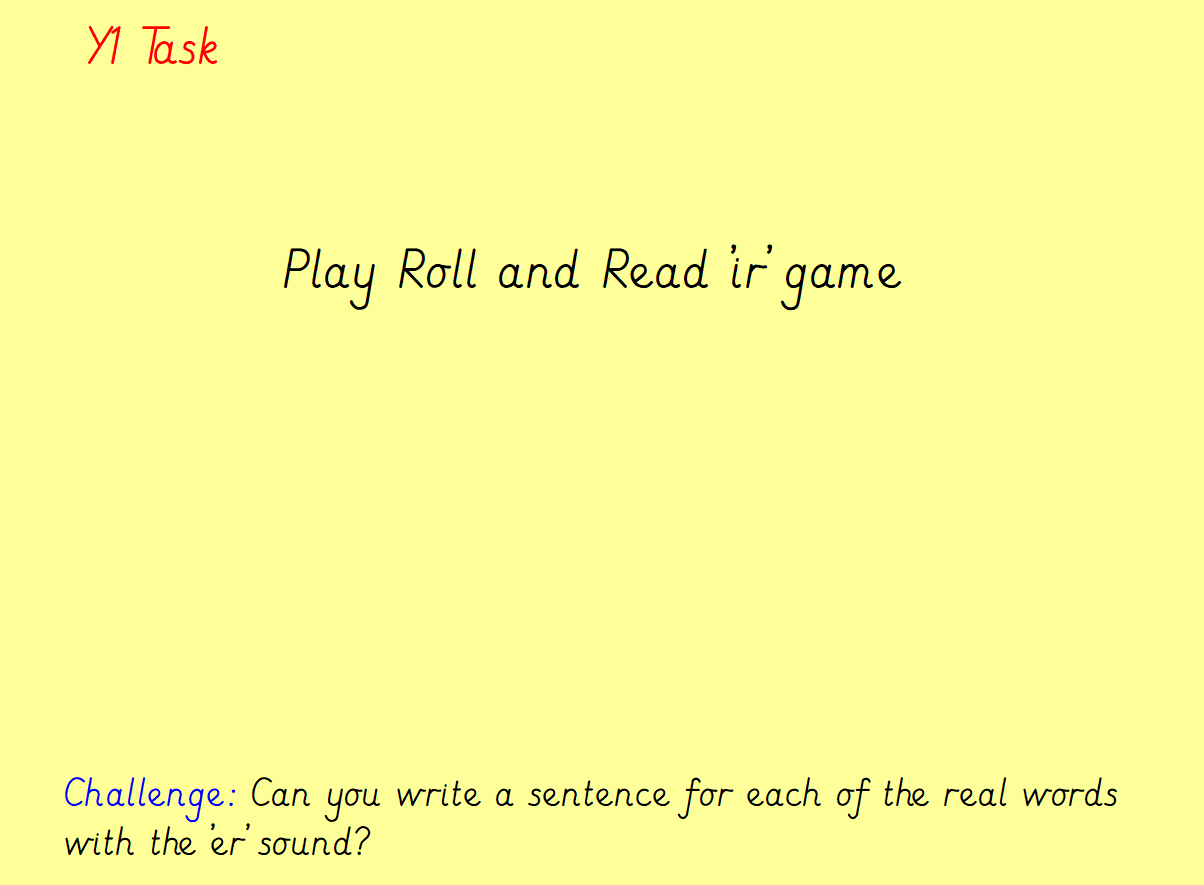 Y1 Task
Play Roll and Read 'ir' game
Challenge: Can you write a sentence for each of the real words
with the 'er' sound?